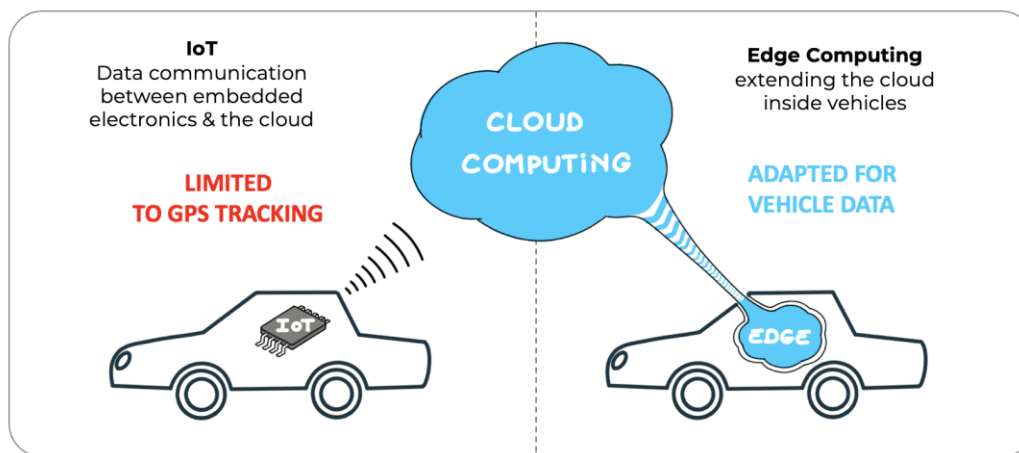 IoT
Data communication
between embedded
electronics & the cloud
LIMITED
TO GPS TRACKING
IoT
CLOUD
COMPUTING
Edge Computing
extending the cloud
inside vehicles
ADAPTED FOR
VEHICLE DATA
EDGE